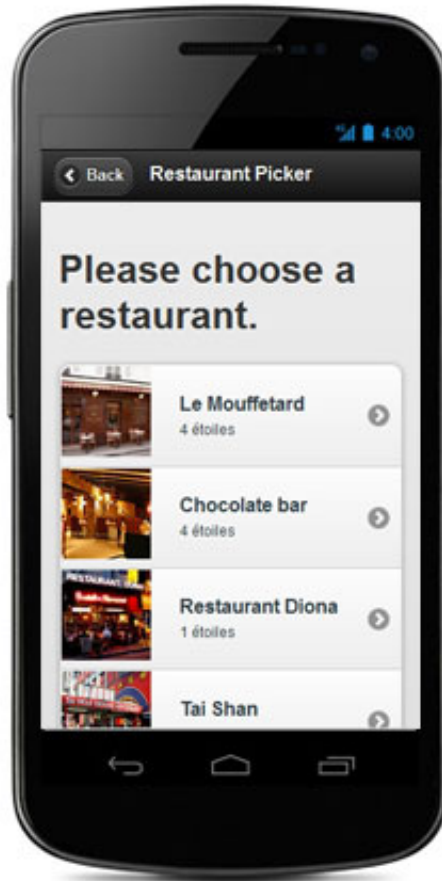 4:00
Back Restaurant Picker
Please choose a
restaurant.
Le Mouffetard
4 étoiles
Chocolate bar
4 étoiles
RESTAURANT
Restaurant Diona
1 étoiles
Tai Shan